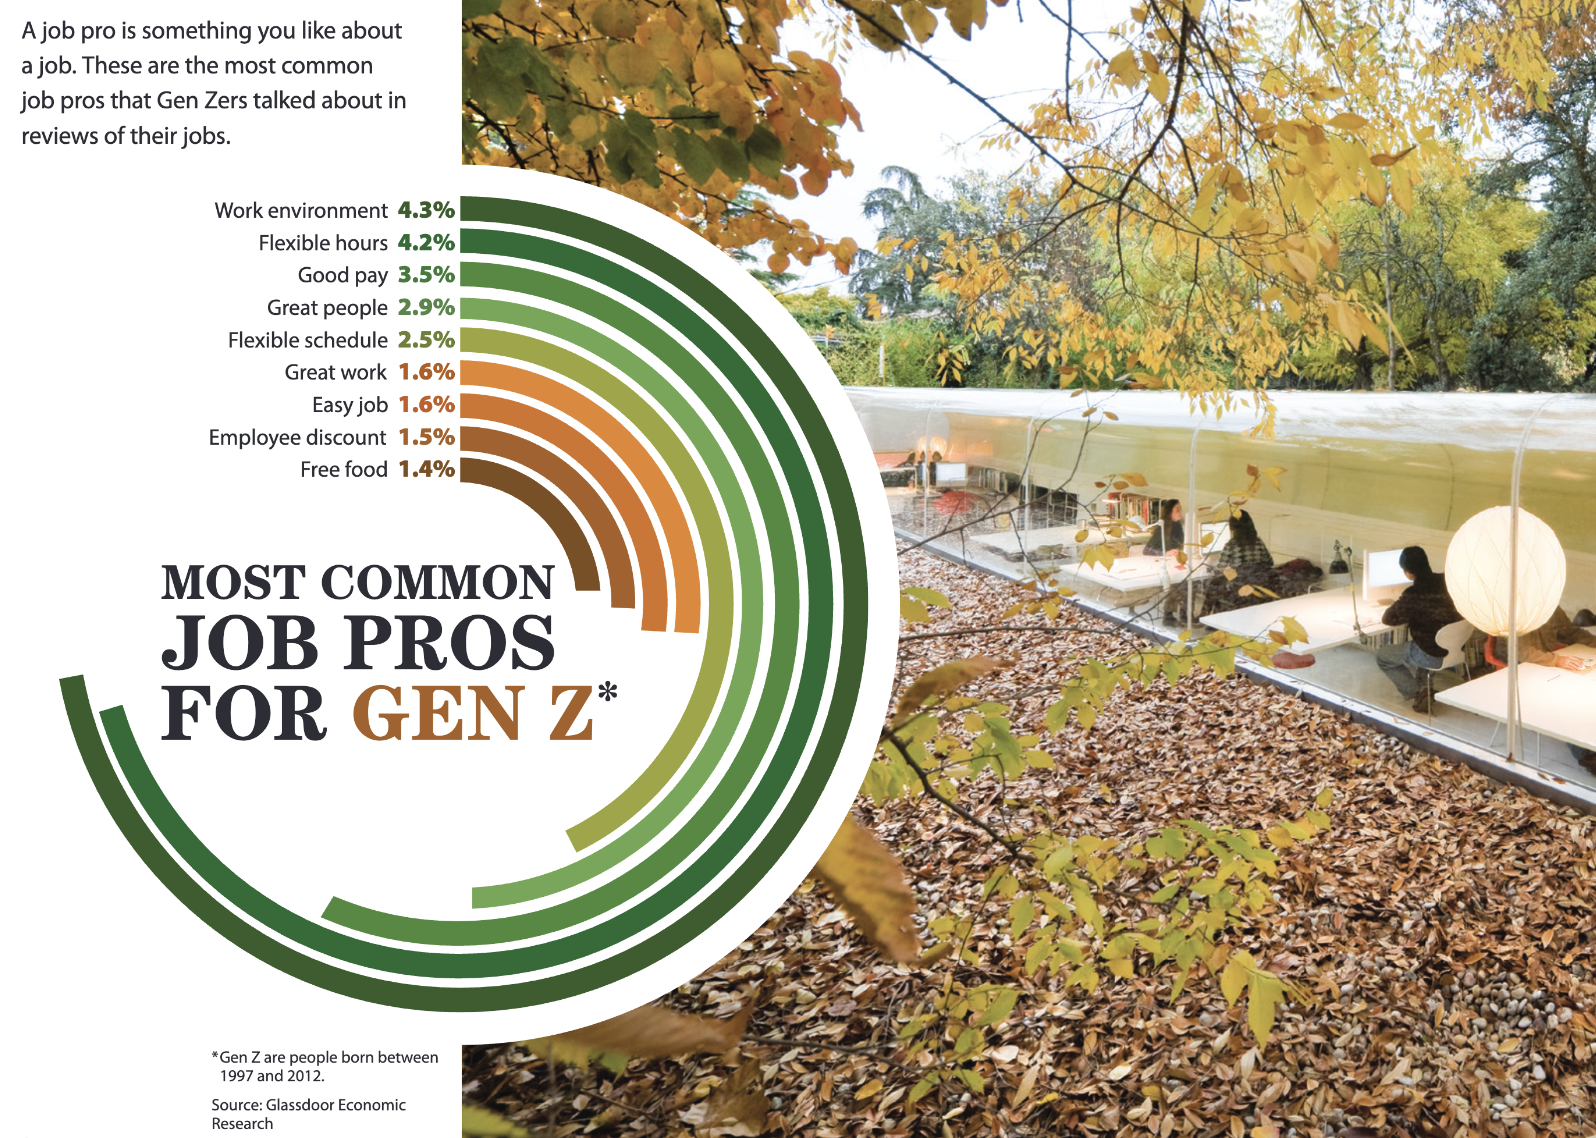 A job pro is something you like about
a job. These are the most common
job pros that Gen Zers talked about in
reviews of their jobs.
Work environment 4.3%
Flexible hours 4.2%
Good pay 3.5%
Great people 2.9%
Flexible schedule 2.5%
Great work 1.6%
Easy job 1.6%
Employee discount 1.5%
Free food 1.4%
MOST COMMON
JOB PROS
FOR GEN Z*
*Gen Z are people born between
1997 and 2012.
Source: Glassdoor Economic
Research